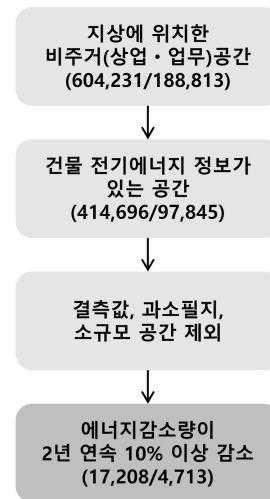 지상에 위치한
비주거(상업・업무)공간
(604,231/188,813)
건물 전기에너지 정보가
있는 공간
(414,696/97,845)
결측값, 과소필지,
소규모 공간 제외
에너지감소량이
2년 연속 10% 이상 감소
(17,208/4,713)